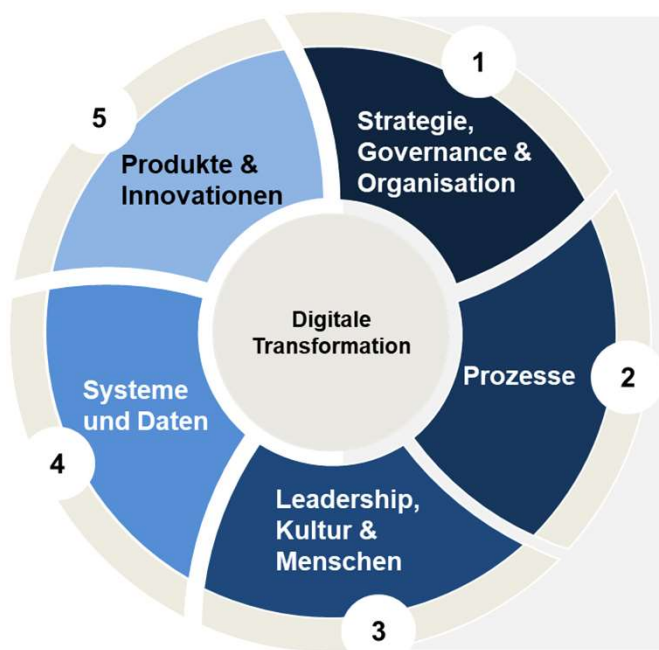 1
Strategie,
Governance &
Organisation
2
Prozesse
3
Leadership,
Kultur &
Menschen
4
Systeme
und Daten
5
Produkte &
Innovationen
Digitale
Transformation